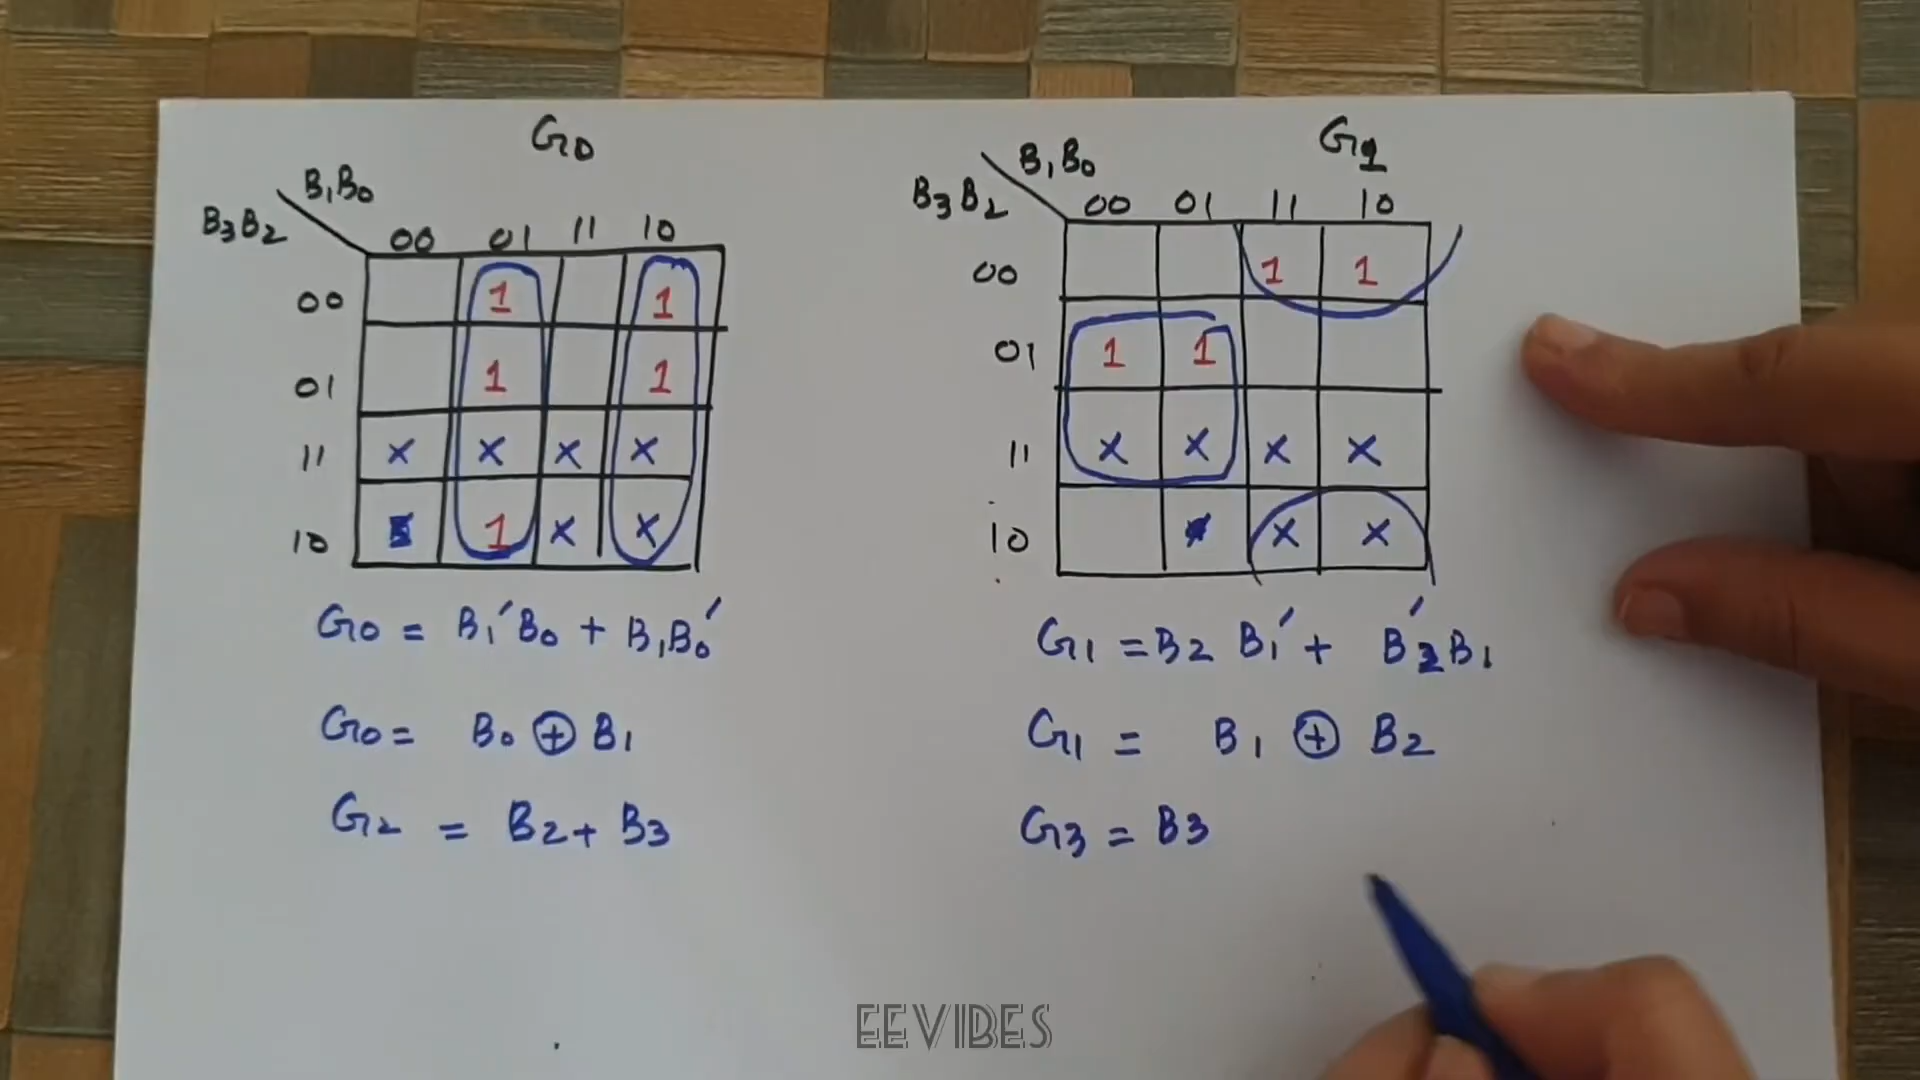 G0
B1B0
B3B2
00 01 11 10
00 1 1
01 1 1
11 x x x x
10 1 x x
G0 = B1'B0 + B1B0'
G0 = B0 ⊕ B1
G2 = B2 + B3
G1
B1B0
B3B2
00 01 11 10
00 1 1
01 1 1
11 x x x x
10 x x
G1 = B2 B1' + B2'B1
G1 = B1 ⊕ B2
G3 = B3
EEVIBES